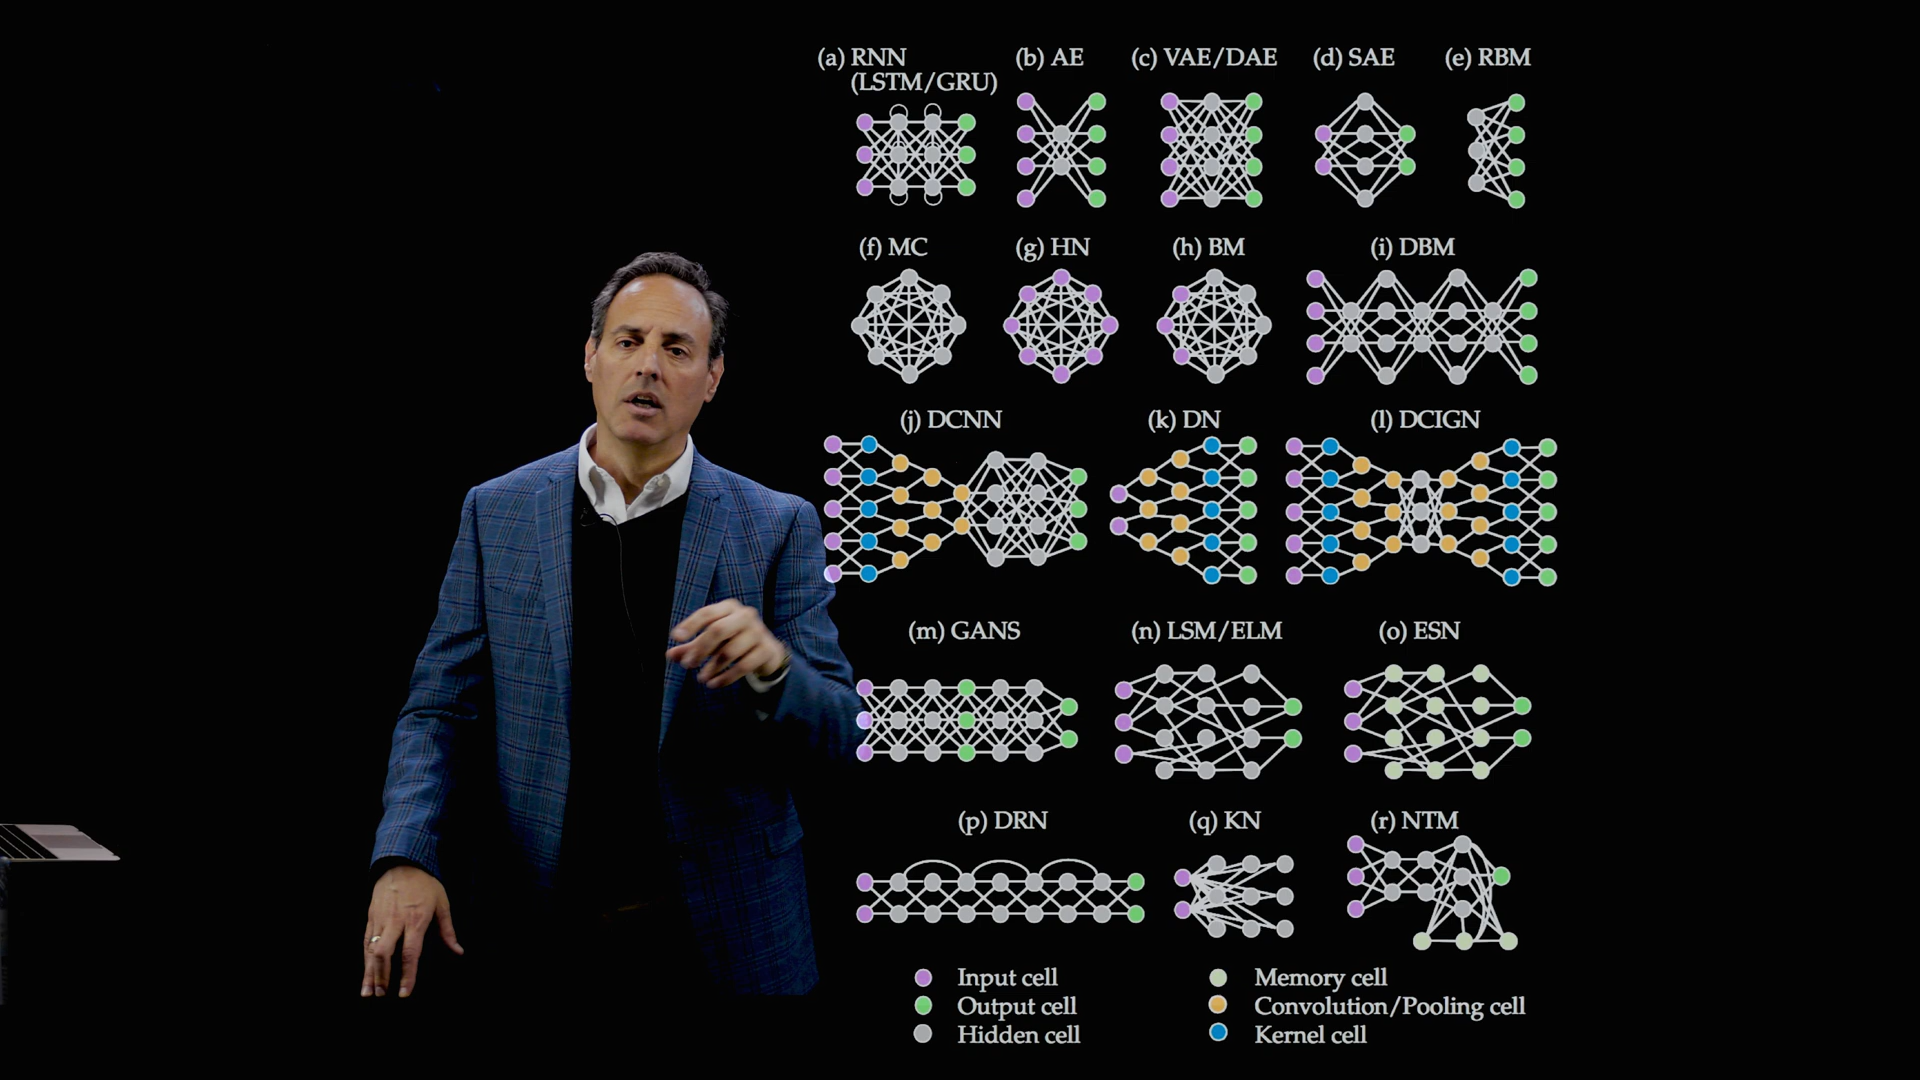 (a) RNN
(LSTM/GRU)
(b) AE
(c) VAE/DAE
(d) SAE
(e) RBM
(f) MC
(g) HN
(h) BM
(i) DBM
(j) DCNN
(k) DN
(l) DCIGN
(m) GANS
(n) LSM/ELM
(o) ESN
(p) DRN
(q) KN
(r) NTM
Input cell
Output cell
Hidden cell
Memory cell
Convolution/Pooling cell
Kernel cell